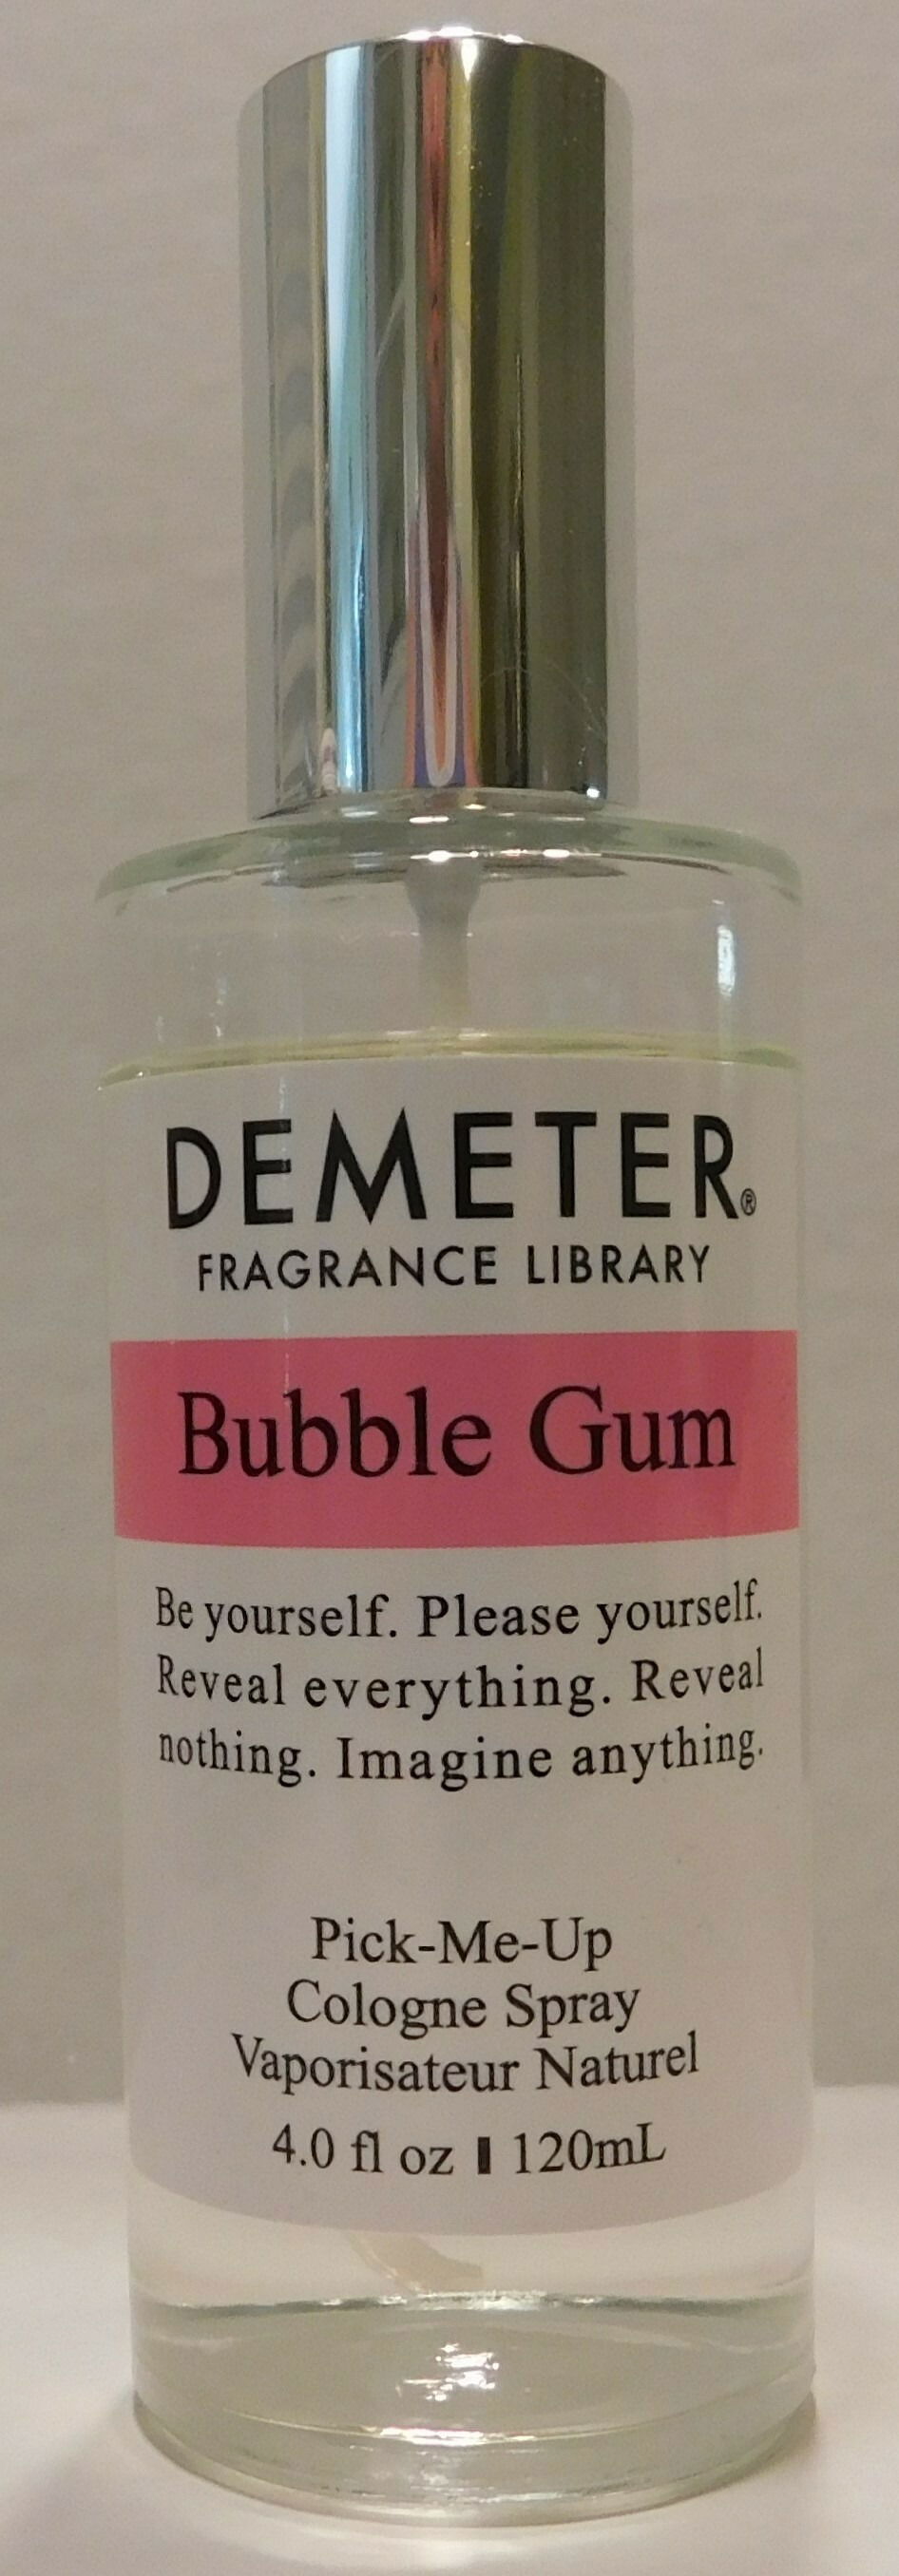 DEMETER®
FRAGRANCE LIBRARY
Bubble Gum
Be yourself. Please yourself.
Reveal everything. Reveal
nothing. Imagine anything.
Pick-Me-Up
Cologne Spray
Vaporisateur Naturel
4.0 fl oz ▮ 120mL